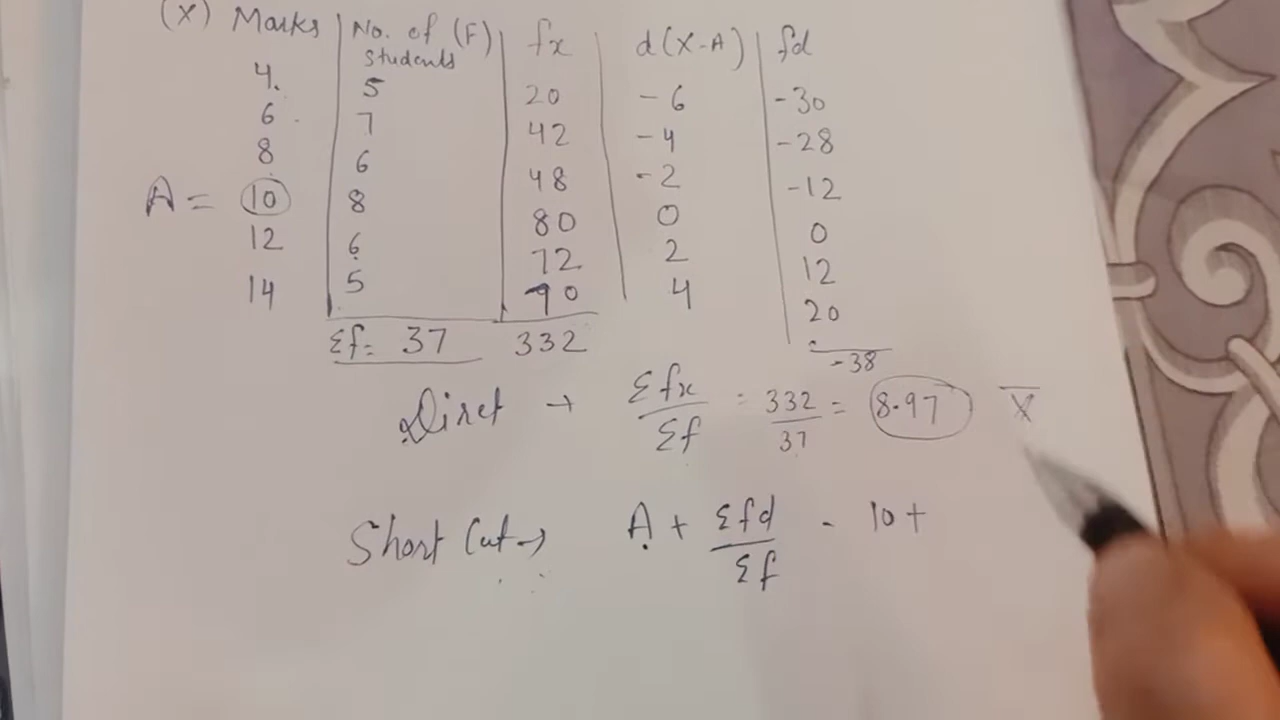 (X) Marks No. of (F) Students fx d(X-A) fd
4 5 20 -6 -30
6 7 42 -4 -28
8 6 48 -2 -12
A = 10 8 80 0 0
12 6 72 2 12
14 5 90 4 20
Σf= 37 332 -38
Diret → Σfx/Σf = 332/37 = 8.97 X̅
Short Cut → A + Σfd/Σf - 10+